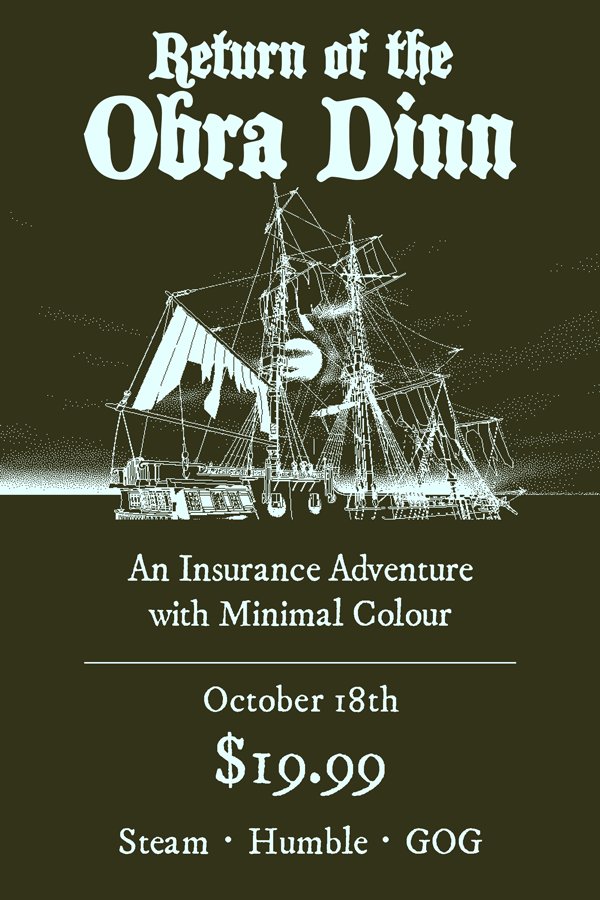 Return of the
Obra Dinn
An Insurance Adventure
with Minimal Colour
October 18th
$19.99
Steam · Humble · GOG